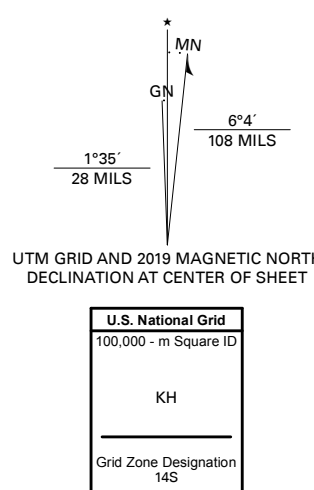 ★
MN
GN
6°4´
108 MILS
1°35´
28 MILS
UTM GRID AND 2019 MAGNETIC NORTH
DECLINATION AT CENTER OF SHEET
U.S. National Grid
100,000 - m Square ID
KH
Grid Zone Designation
14S